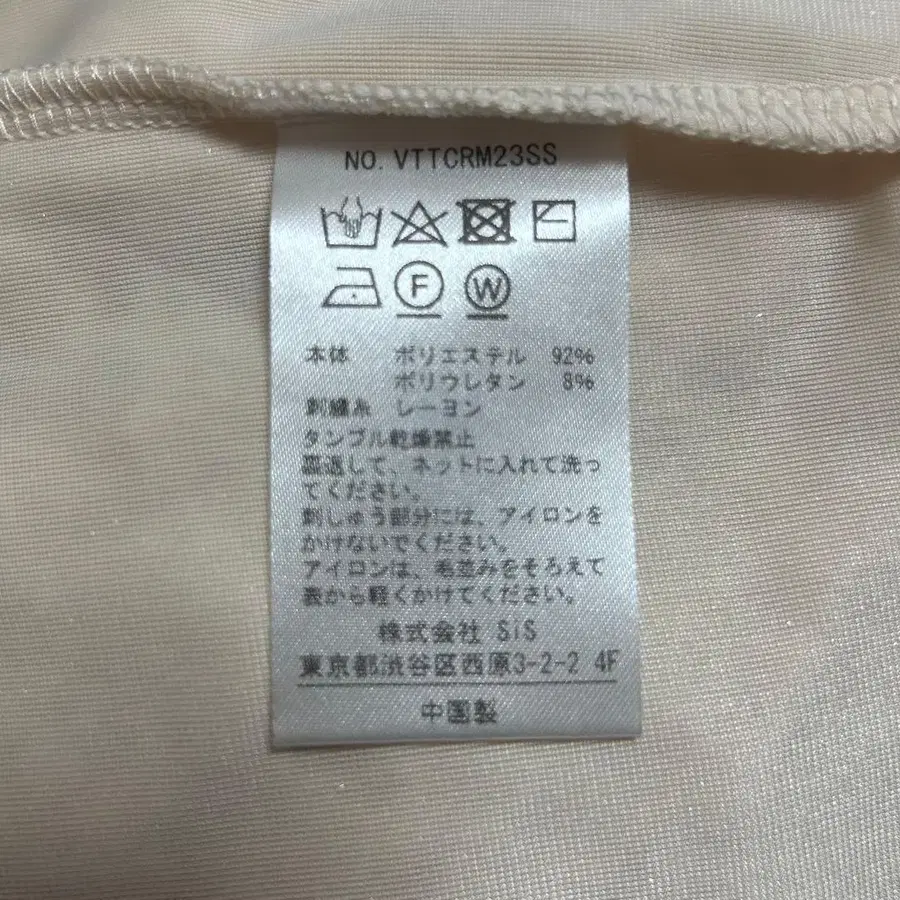 NO. VTTCRM23SS
F
W
本体 ポリエステル 92%
ポリウレタン 8%
刺繍糸 レーヨン
タンブル乾燥禁止
裏返して、ネットに入れて洗っ
てください。
刺しゅう部分には、アイロンを
かけないでください。
アイロンは、毛並みをそろえて
表から軽くかけてください。
株式会社 SiS
東京都渋谷区西原3-2-2 4F
中国製